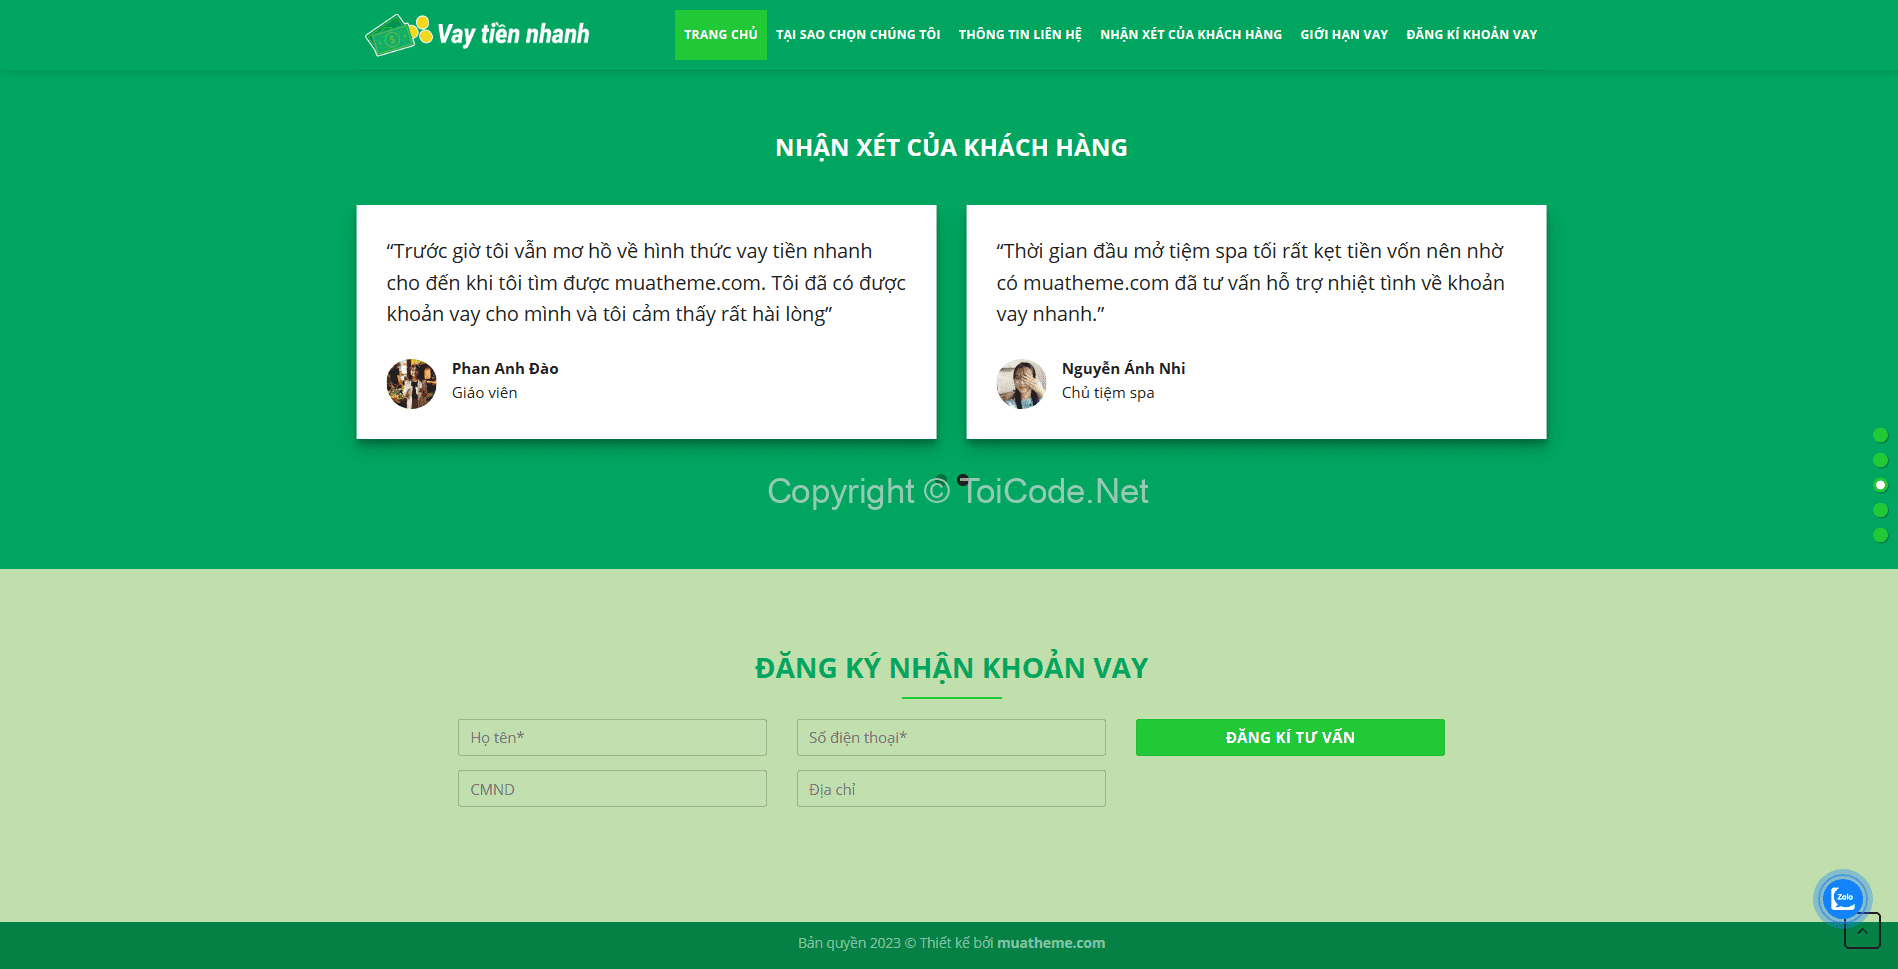 Vay tiền nhanh
TRANG CHỦ TẠI SAO CHỌN CHÚNG TÔI THÔNG TIN LIÊN HỆ NHẬN XÉT CỦA KHÁCH HÀNG GIỚI HẠN VAY ĐĂNG KÍ KHOẢN VAY
NHẬN XÉT CỦA KHÁCH HÀNG
“Trước giờ tôi vẫn mơ hồ về hình thức vay tiền nhanh
cho đến khi tôi tìm được muatheme.com. Tôi đã có được
khoản vay cho mình và tôi cảm thấy rất hài lòng”
Phan Anh Đào
Giáo viên
“Thời gian đầu mở tiệm spa tối rất kẹt tiền vốn nên nhờ
có muatheme.com đã tư vấn hỗ trợ nhiệt tình về khoản
vay nhanh.”
Nguyễn Ánh Nhi
Chủ tiệm spa
Copyright © ToiCode.Net
ĐĂNG KÝ NHẬN KHOẢN VAY
Họ tên* Số điện thoại* ĐĂNG KÍ TƯ VẤN
CMND Địa chỉ
Zalo
Bản quyền 2023 © Thiết kế bởi muatheme.com